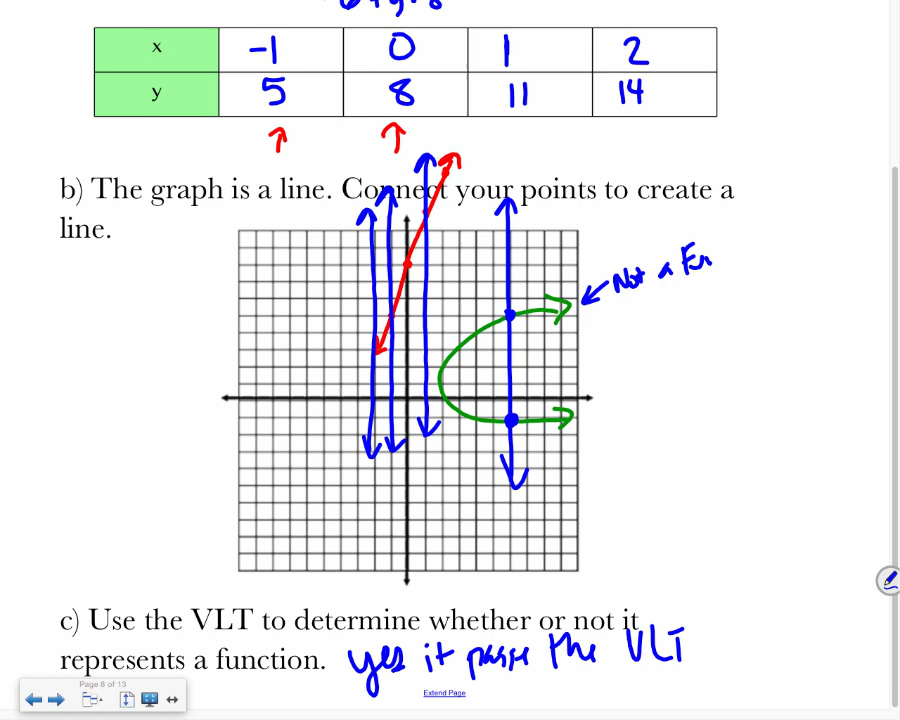 x -1 0 1 2
y 5 8 11 14
b) The graph is a line. Connect your points to create a
line.
Not a Fn
c) Use the VLT to determine whether or not it
represents a function. yes it passe the VLT
Page 8 of 13
Extend Page